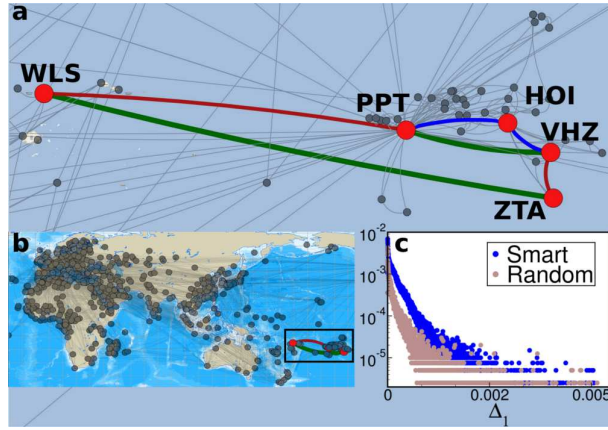 a
WLS
PPT
HOI
VHZ
ZTA
b
c
10⁻²
10⁻³
10⁻⁴
10⁻⁵
Smart
Random
0
0.002
0.005
Δ₁